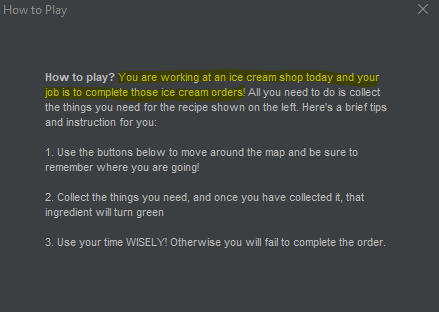 How to Play
How to play? You are working at an ice cream shop today and your
job is to complete those ice cream orders! All you need to do is collect
the things you need for the recipe shown on the left. Here's a brief tips
and instruction for you:
1. Use the buttons below to move around the map and be sure to
remember where you are going!
2. Collect the things you need, and once you have collected it, that
ingredient will turn green
3. Use your time WISELY! Otherwise you will fail to complete the order.